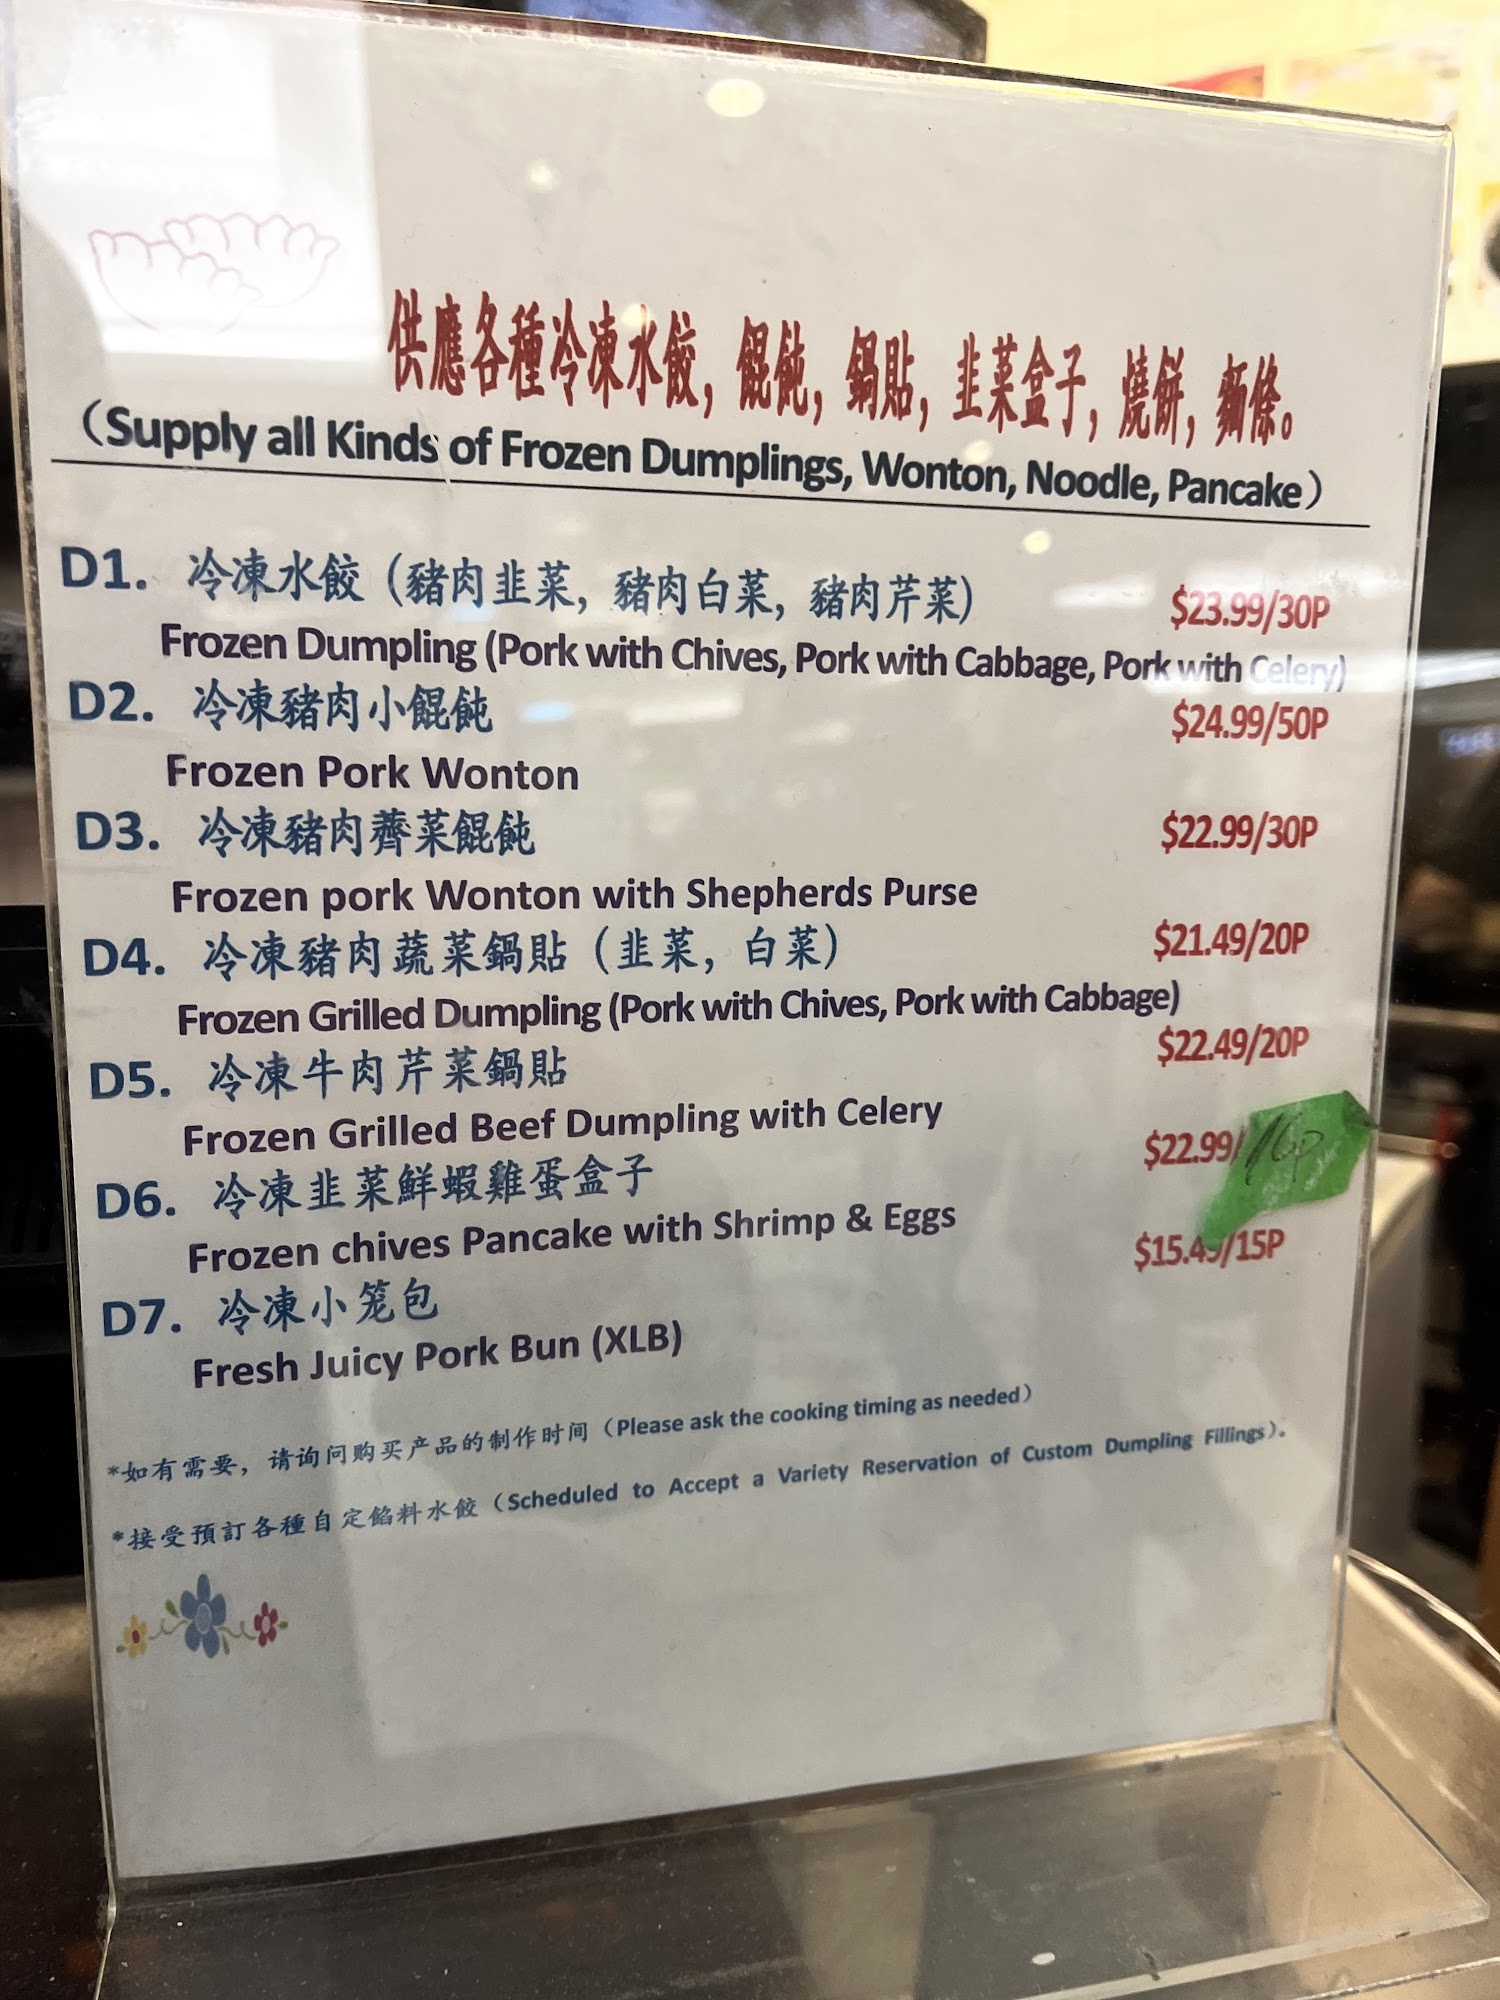 供應各種冷凍水餃, 餛飩, 鍋貼, 韭菜盒子, 燒餅, 麵條。
（Supply all Kinds of Frozen Dumplings, Wonton, Noodle, Pancake）
D1. 冷凍水餃 (豬肉韭菜, 豬肉白菜, 豬肉芹菜) $23.99/30P
Frozen Dumpling (Pork with Chives, Pork with Cabbage, Pork with Celery)
D2. 冷凍豬肉小餛飩 $24.99/50P
Frozen Pork Wonton
D3. 冷凍豬肉薺菜餛飩 $22.99/30P
Frozen pork Wonton with Shepherds Purse
D4. 冷凍豬肉蔬菜鍋貼 (韭菜, 白菜) $21.49/20P
Frozen Grilled Dumpling (Pork with Chives, Pork with Cabbage)
D5. 冷凍牛肉芹菜鍋貼 $22.49/20P
Frozen Grilled Beef Dumpling with Celery
D6. 冷凍韭菜鮮蝦雞蛋盒子 $22.99/16p
Frozen chives Pancake with Shrimp & Eggs
D7. 冷凍小笼包 $15.49/15P
Fresh Juicy Pork Bun (XLB)
*如有需要，请询问购买产品的制作时间（Please ask the cooking timing as needed）
*接受預訂各種自定餡料水餃（Scheduled to Accept a Variety Reservation of Custom Dumpling Fillings）。